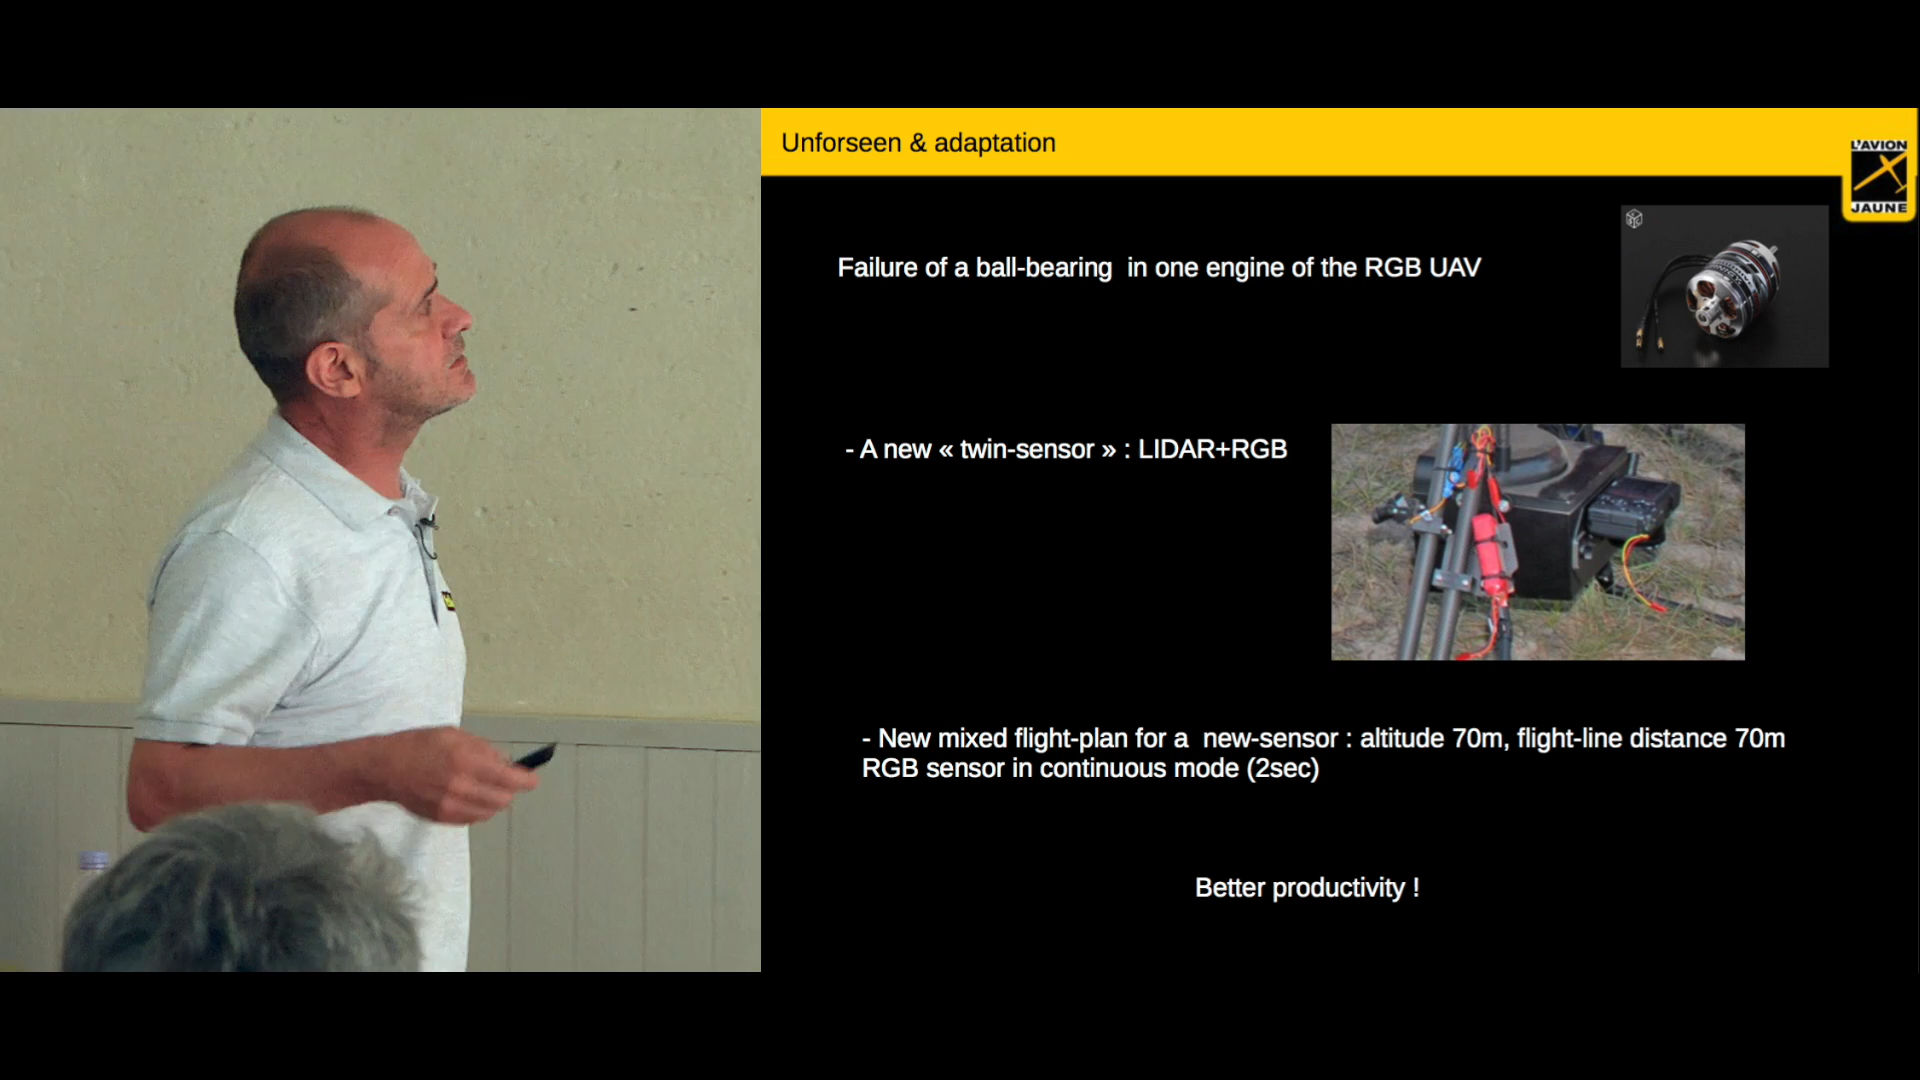 Unforseen & adaptation
L'AVION
JAUNE
Failure of a ball-bearing in one engine of the RGB UAV
- A new « twin-sensor » : LIDAR+RGB
- New mixed flight-plan for a new-sensor : altitude 70m, flight-line distance 70m
RGB sensor in continuous mode (2sec)
Better productivity !